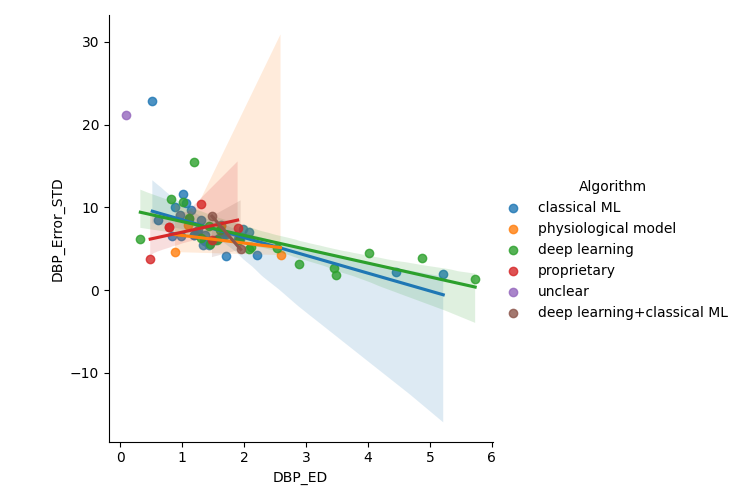 30
20
10
0
−10
DBP_Error_STD
0 1 2 3 4 5 6
DBP_ED
Algorithm
classical ML
physiological model
deep learning
proprietary
unclear
deep learning+classical ML